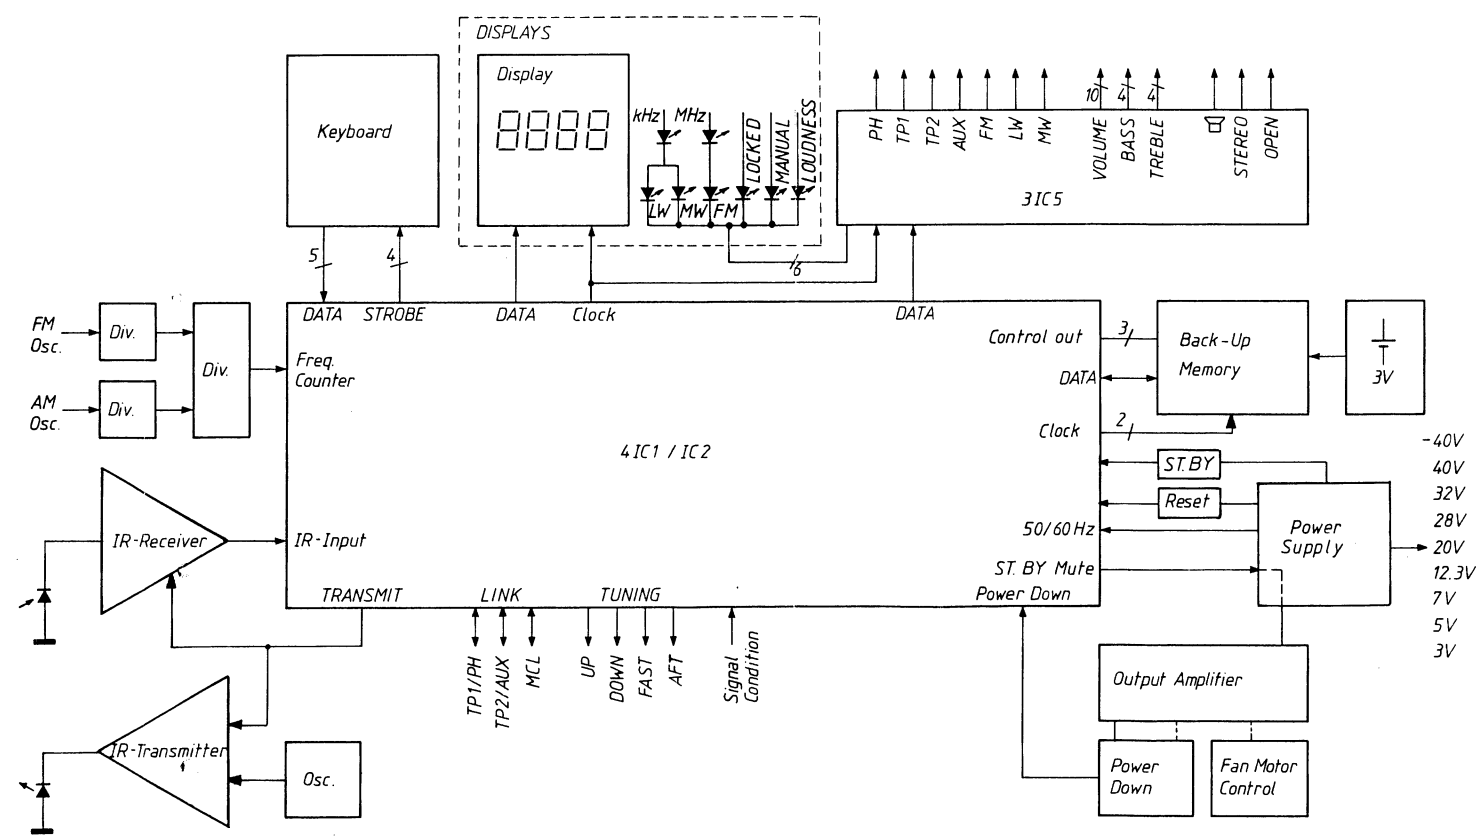 DISPLAYS
Display
8888
kHz
MHz
LOCKED
MANUAL
LOUDNESS
LW
MW
FM
6
Keyboard
5
4
PH
TP1
TP2
AUX
FM
LW
MW
10
VOLUME
4
BASS
4
TREBLE
STEREO
OPEN
3IC5
DATA
STROBE
DATA
Clock
DATA
FM
Osc.
Div.
AM
Osc.
Div.
Div.
Freq.
Counter
4IC1 / IC2
Control out
3
DATA
Clock
2
Back-Up
Memory
3V
ST.BY
Reset
50/60Hz
ST. BY Mute
Power Down
Power
Supply
-40V
40V
32V
28V
20V
12.3V
7V
5V
3V
IR-Receiver
IR-Input
TRANSMIT
LINK
TUNING
TP1/PH
TP2/AUX
MCL
UP
DOWN
FAST
AFT
Signal
Condition
IR-Transmitter
Osc.
Output Amplifier
Power
Down
Fan Motor
Control